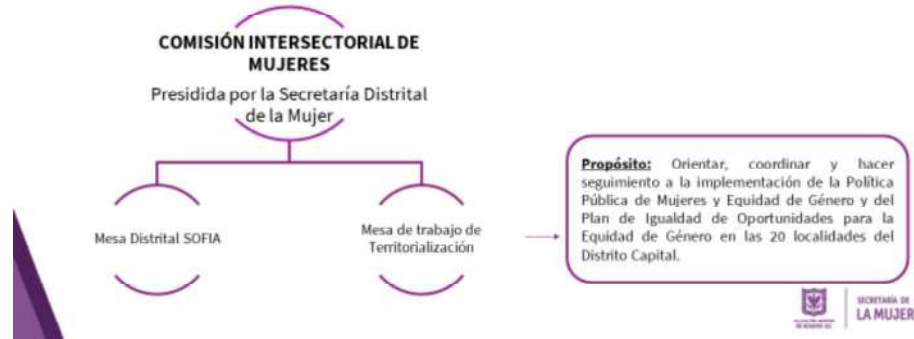 COMISIÓN INTERSECTORIAL DE
MUJERES
Presidida por la Secretaría Distrital
de la Mujer
Mesa Distrital SOFIA
Mesa de trabajo de
Territorialización
Propósito: Orientar, coordinar y hacer
seguimiento a la implementación de la Política
Pública de Mujeres y Equidad de Género y del
Plan de Igualdad de Oportunidades para la
Equidad de Género en las 20 localidades del
Distrito Capital.
SECRETARÍA DE
LA MUJER